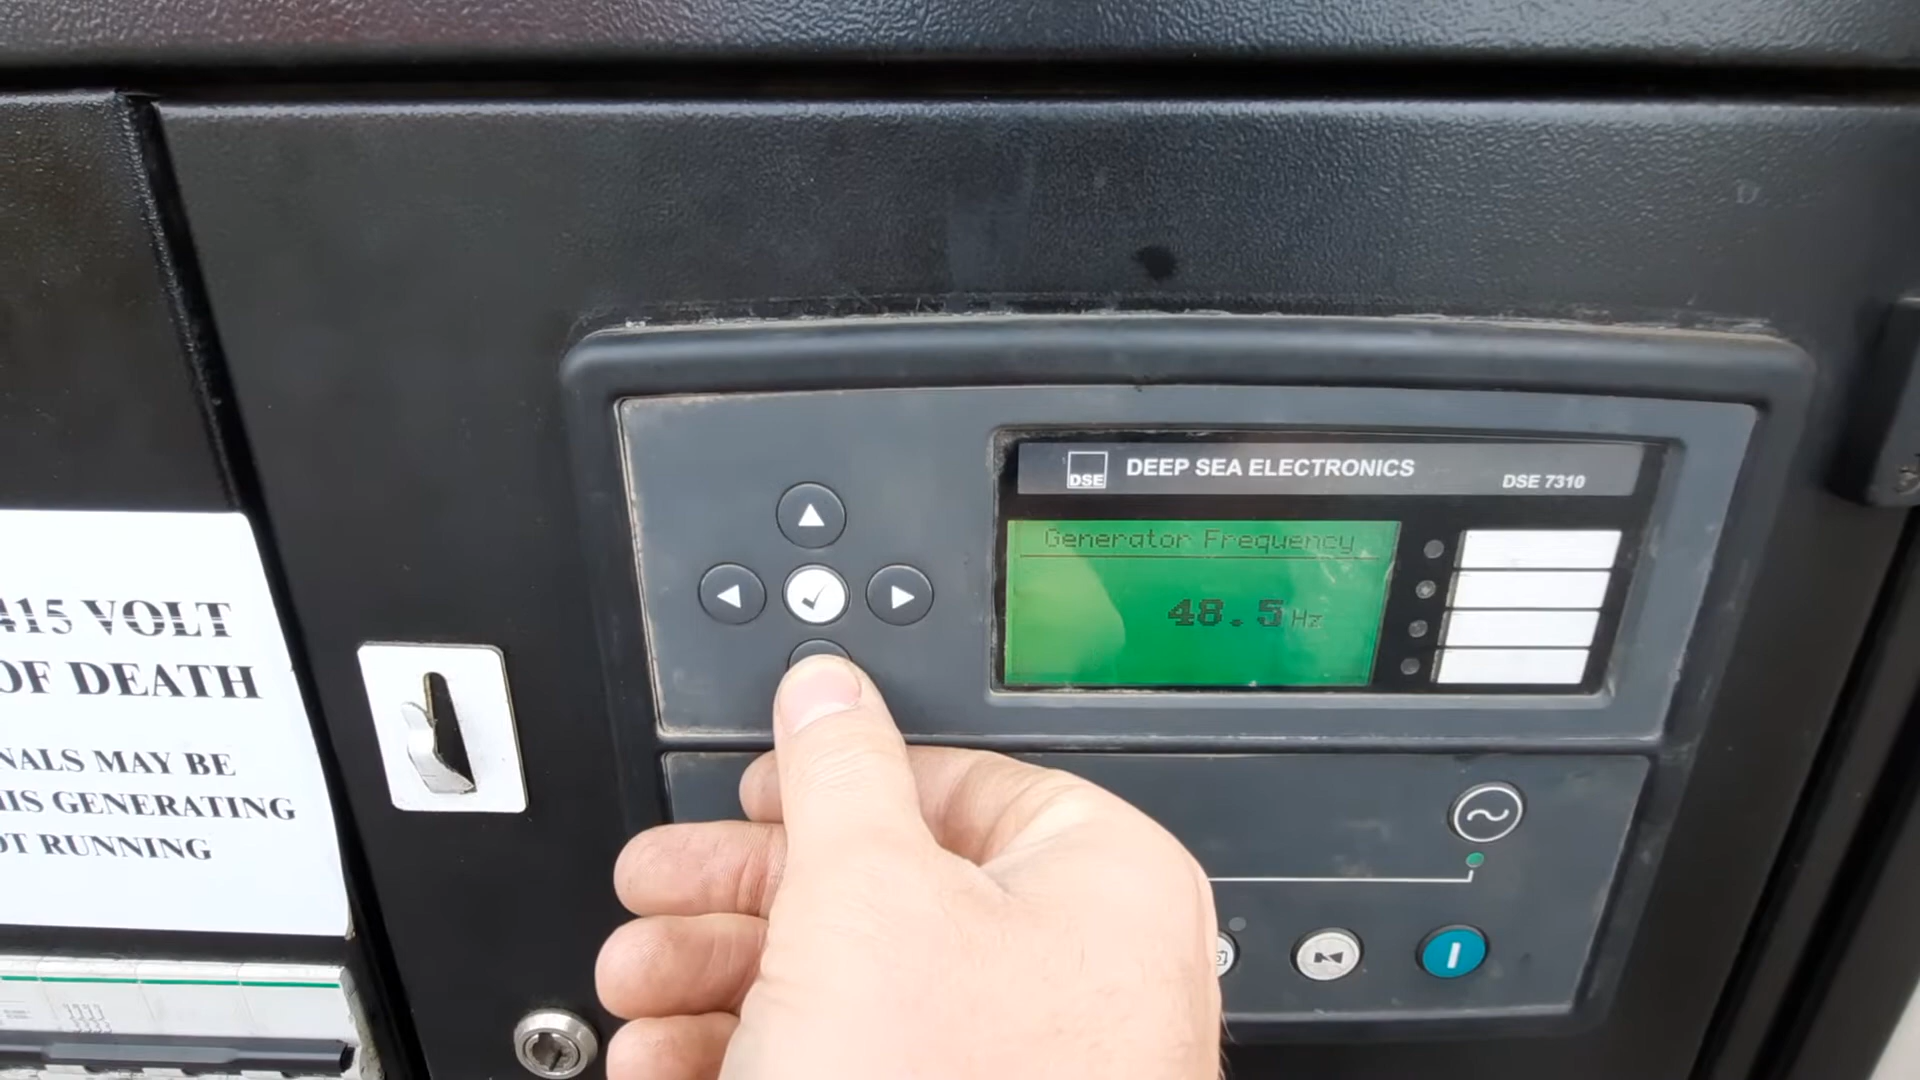 415 VOLT
OF DEATH
NALS MAY BE
HIS GENERATING
OT RUNNING
DSE
DEEP SEA ELECTRONICS
DSE 7310
Generator Frequency
48.5 Hz